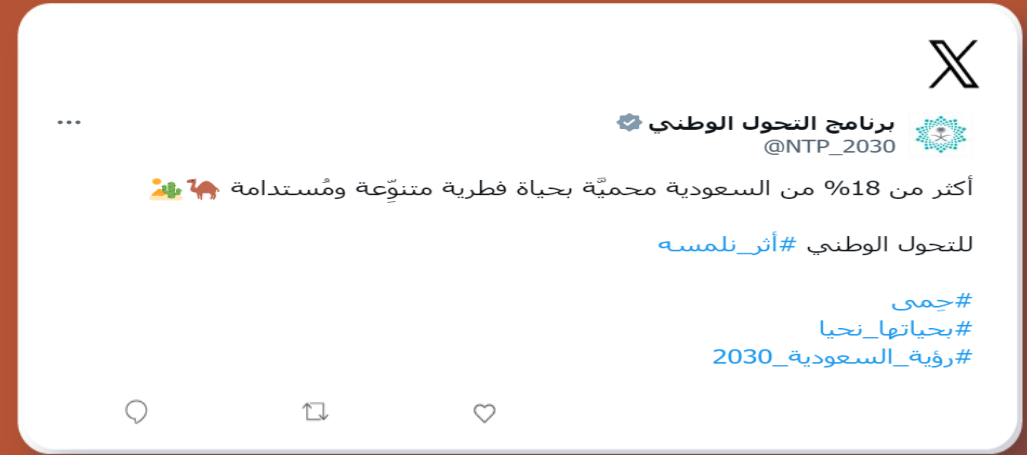 برنامج التحول الوطني
@NTP_2030
أكثر من 18% من السعودية محميَّة بحياة فطرية متنوِّعة ومُستدامة 🐪🏜️
للتحول الوطني #أثر_نلمسه
#حِمى
#بحياتها_نحيا
#رؤية_السعودية_2030